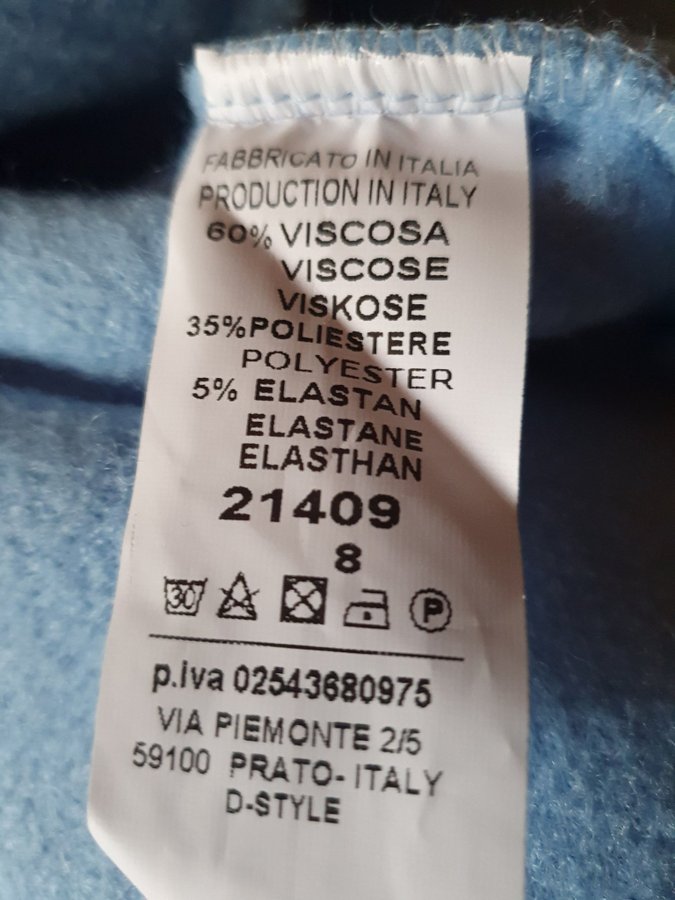 FABBRICATO IN ITALIA
PRODUCTION IN ITALY
60% VISCOSA
VISCOSE
VISKOSE
35%POLIESTERE
POLYESTER
5% ELASTAN
ELASTANE
ELASTHAN
21409
8
30 P
p.Iva 02543680975
VIA PIEMONTE 2/5
59100 PRATO- ITALY
D-STYLE